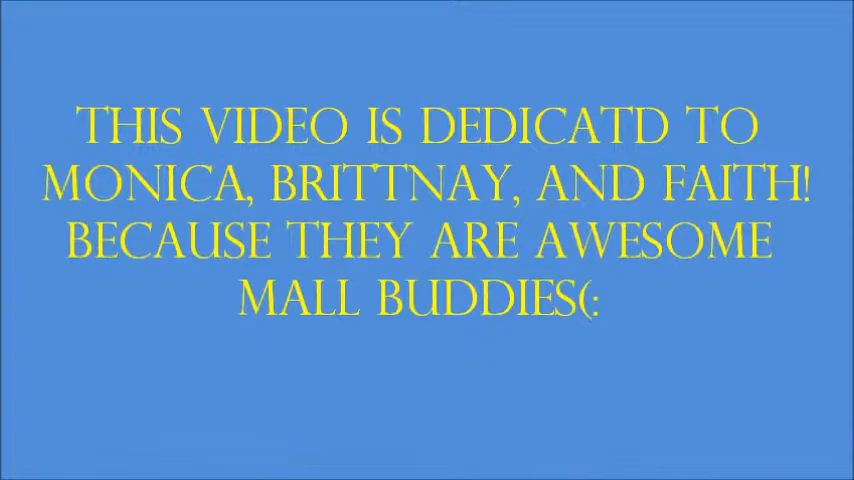 THIS VIDEO IS DEDICATD TO
MONICA, BRITTNAY, AND FAITH!
BECAUSE THEY ARE AWESOME
MALL BUDDIES(: